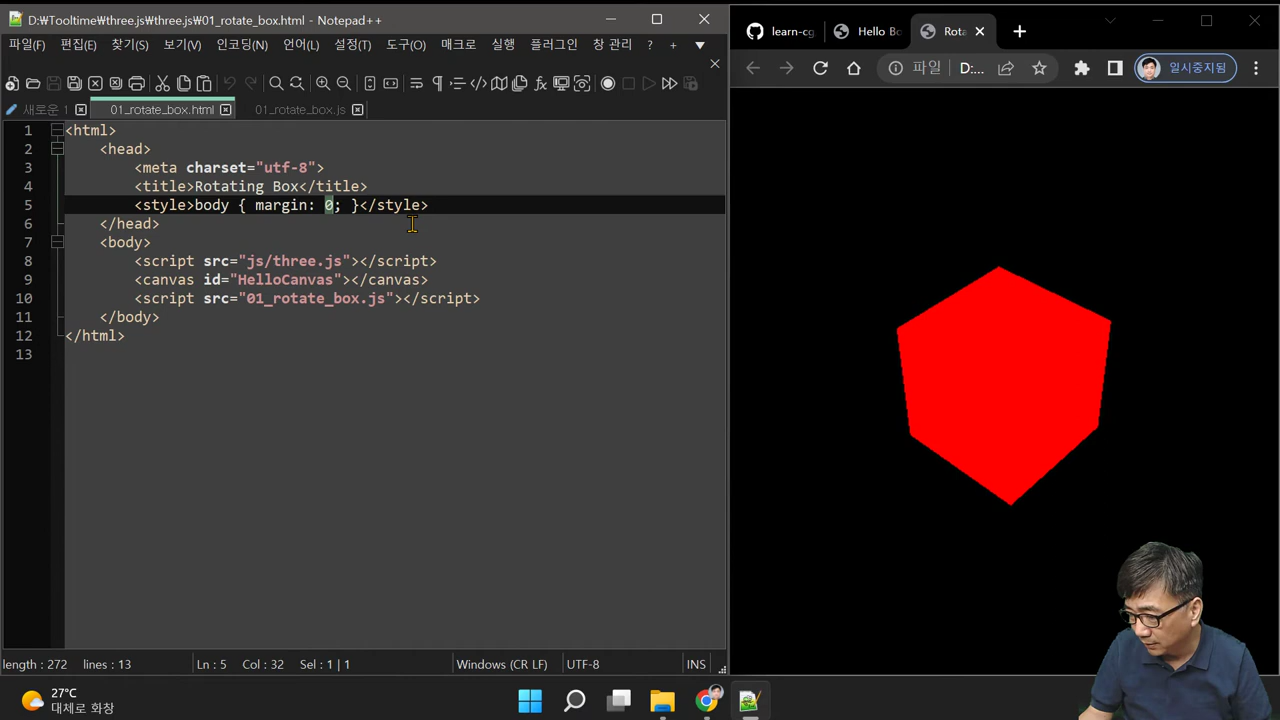 D:₩Tooltime₩three.js₩three.js₩01_rotate_box.html - Notepad++
파일(F) 편집(E) 찾기(S) 보기(V) 인코딩(N) 언어(L) 설정(T) 도구(O) 매크로 실행 플러그인 창 관리 ? +
새로운 1 01_rotate_box.html 01_rotate_box.js
1 <html>
2 <head>
3 <meta charset="utf-8">
4 <title>Rotating Box</title>
5 <style>body { margin: 0; }</style>
6 </head>
7 <body>
8 <script src="js/three.js"></script>
9 <canvas id="HelloCanvas"></canvas>
10 <script src="01_rotate_box.js"></script>
11 </body>
12 </html>
13
length: 272 lines: 13 Ln: 5 Col: 32 Sel: 1 | 1 Windows (CR LF) UTF-8 INS
learn-cg Hello Bo Rota
파일 D:... 일시중지됨
27°C
대체로 화창